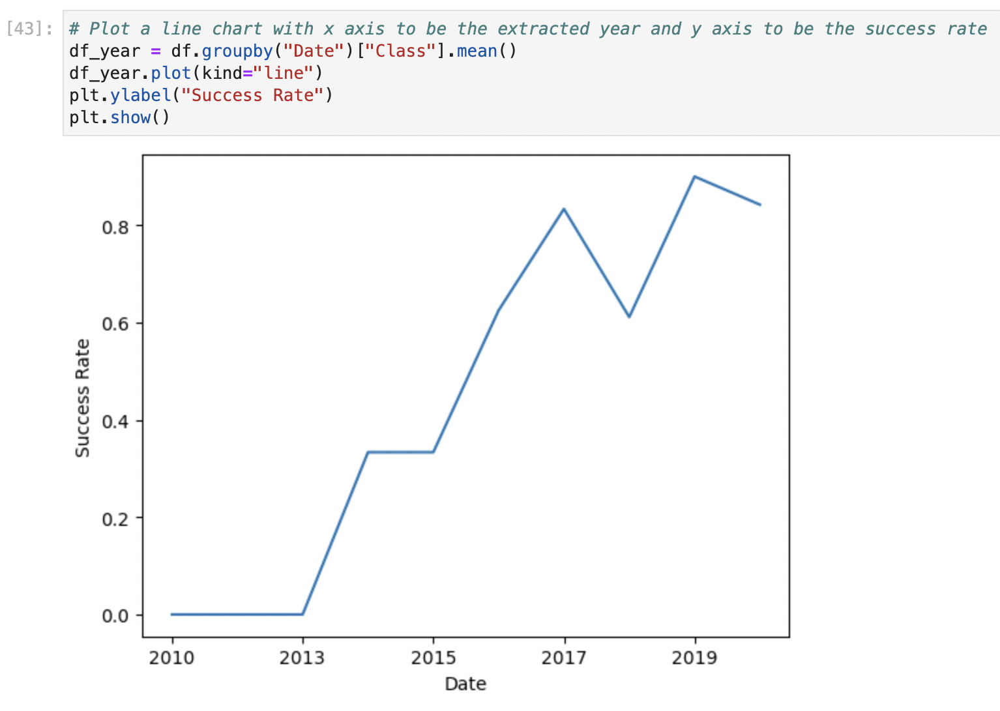 [43]: # Plot a line chart with x axis to be the extracted year and y axis to be the success rate
df_year = df.groupby("Date")["Class"].mean()
df_year.plot(kind="line")
plt.ylabel("Success Rate")
plt.show()
0.8
0.6
0.4
0.2
0.0
Success Rate
2010 2013 2015 2017 2019
Date